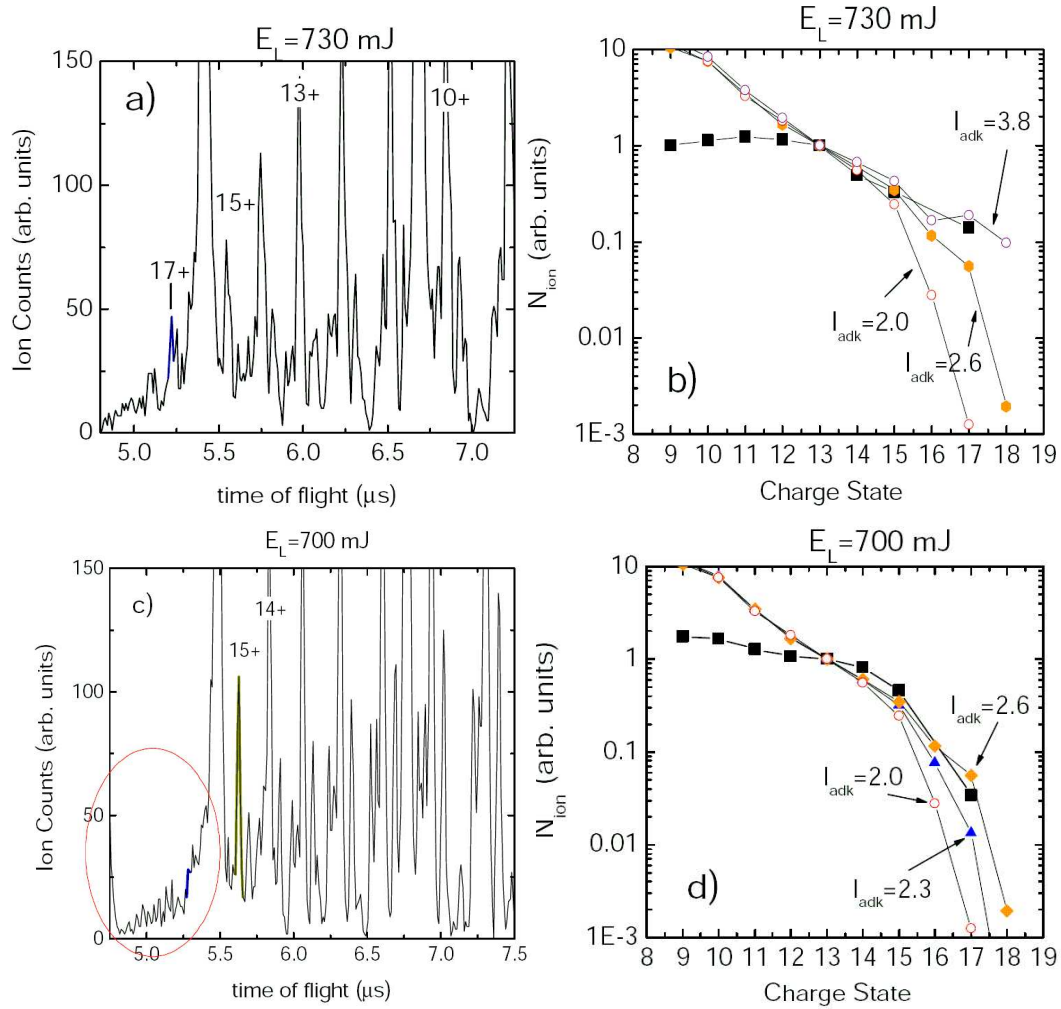 E_L=730 mJ
a)
150
100
50
0
Ion Counts (arb. units)
17+
15+
13+
10+
5.0 5.5 6.0 6.5 7.0
time of flight (μs)
E_L=730 mJ
10
1
0.1
0.01
1E-3
N_ion (arb. units)
I_adk=3.8
I_adk=2.0
I_adk=2.6
b)
8 9 10 11 12 13 14 15 16 17 18 19
Charge State
E_L=700 mJ
c)
150
100
50
0
Ion Counts (arb. units)
14+
15+
5.0 5.5 6.0 6.5 7.0 7.5
time of flight (μs)
E_L=700 mJ
10
1
0.1
0.01
1E-3
N_ion (arb. units)
I_adk=2.6
I_adk=2.0
I_adk=2.3
d)
8 9 10 11 12 13 14 15 16 17 18 19
Charge State